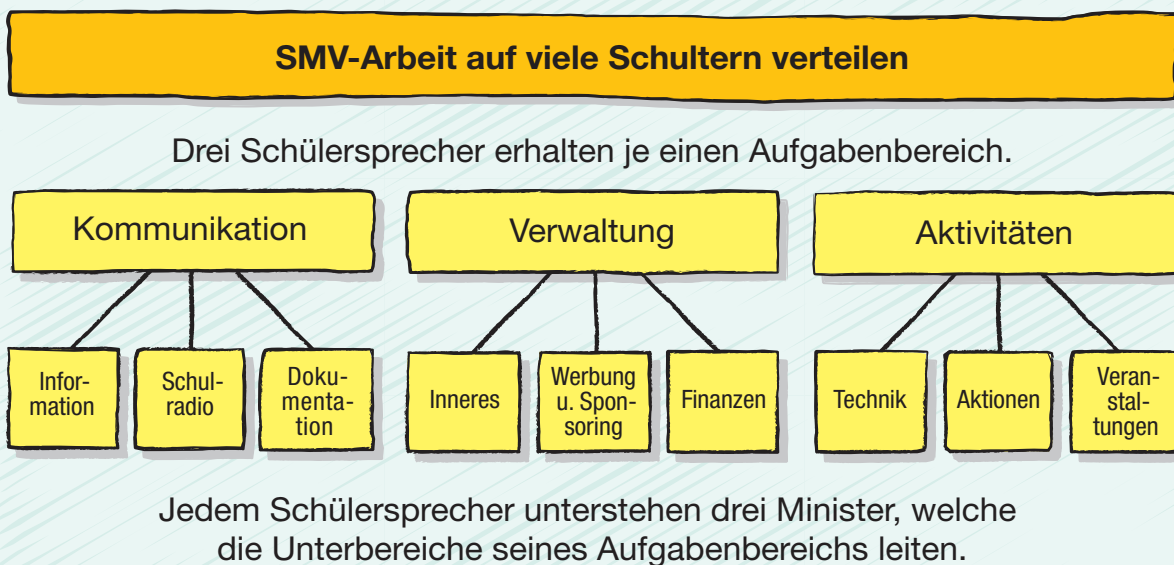 SMV-Arbeit auf viele Schultern verteilen
Drei Schülersprecher erhalten je einen Aufgabenbereich.
Kommunikation
Verwaltung
Aktivitäten
Infor-
mation
Schul-
radio
Doku-
menta-
tion
Inneres
Werbung
u. Spon-
soring
Finanzen
Technik
Aktionen
Veran-
stal-
tungen
Jedem Schülersprecher unterstehen drei Minister, welche
die Unterbereiche seines Aufgabenbereichs leiten.